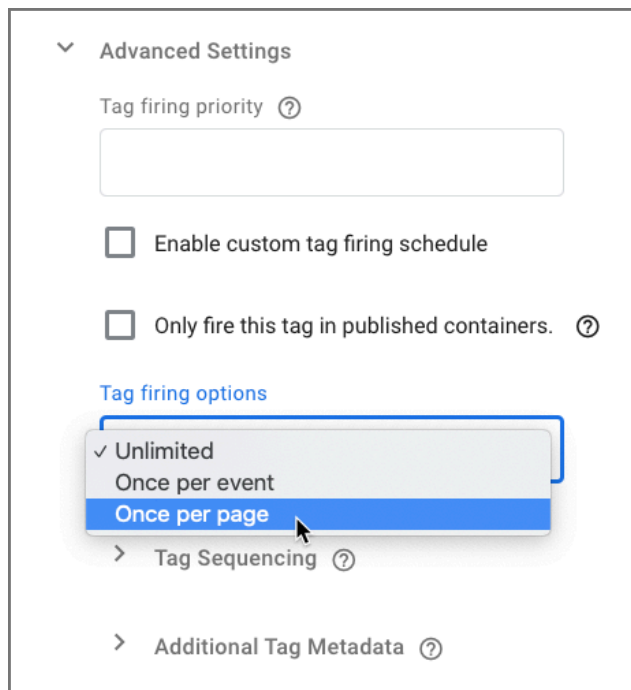 Advanced Settings
Tag firing priority
Enable custom tag firing schedule
Only fire this tag in published containers.
Tag firing options
✓ Unlimited
Once per event
Once per page
Tag Sequencing
Additional Tag Metadata